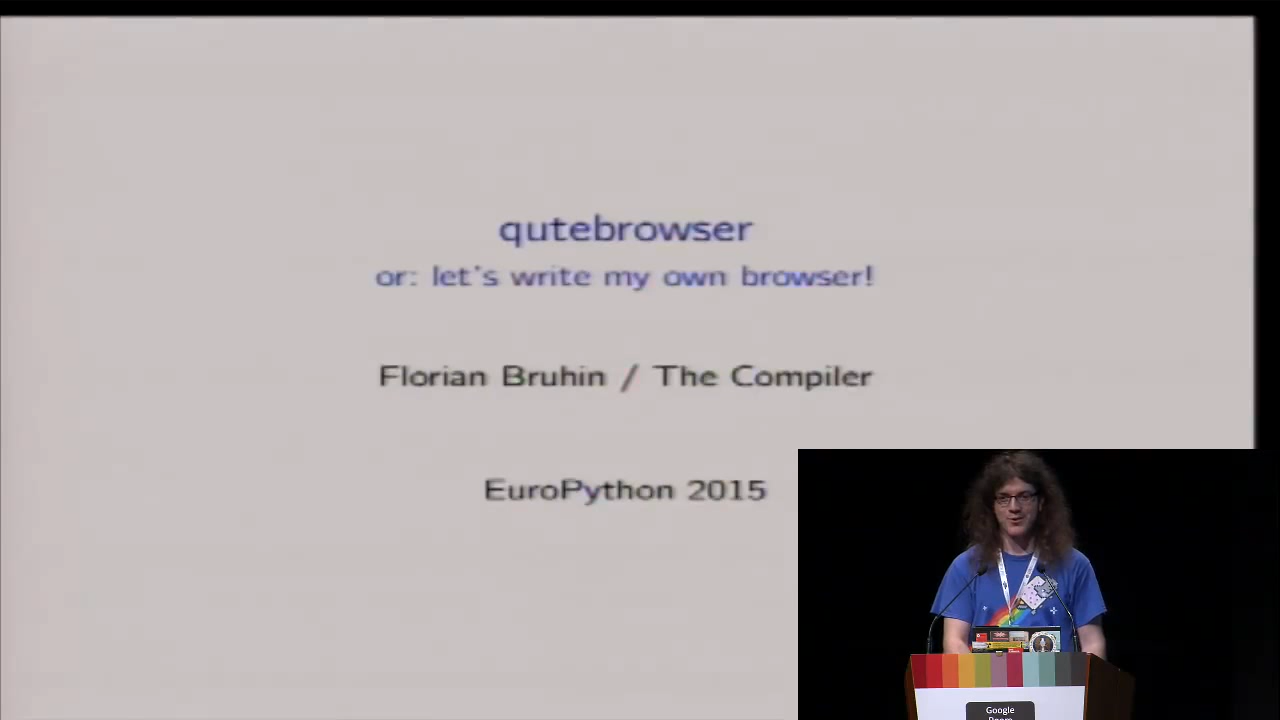 qutebrowser
or: let's write my own browser!
Florian Bruhin / The Compiler
EuroPython 2015
Google